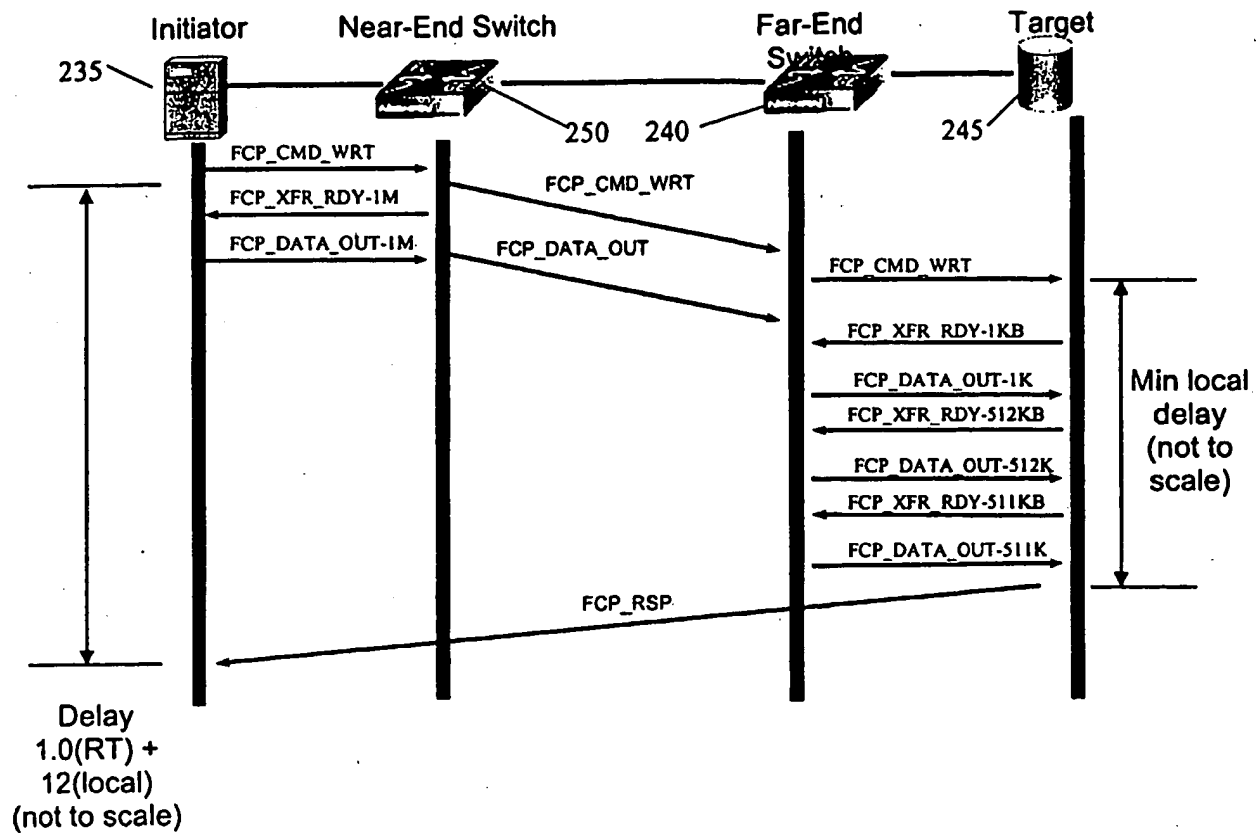 Initiator
Near-End Switch
Far-End
Switch
Target
235
250
240
245
FCP_CMD_WRT
FCP_XFR_RDY-1M
FCP_DATA_OUT-1M
FCP_CMD_WRT
FCP_DATA_OUT
FCP_CMD_WRT
FCP_XFR_RDY-1KB
FCP_DATA_OUT-1K
FCP_XFR_RDY-512KB
FCP_DATA_OUT-512K
FCP_XFR_RDY-511KB
FCP_DATA_OUT-511K
FCP_RSP
Min local
delay
(not to
scale)
Delay
1.0(RT) +
12(local)
(not to scale)